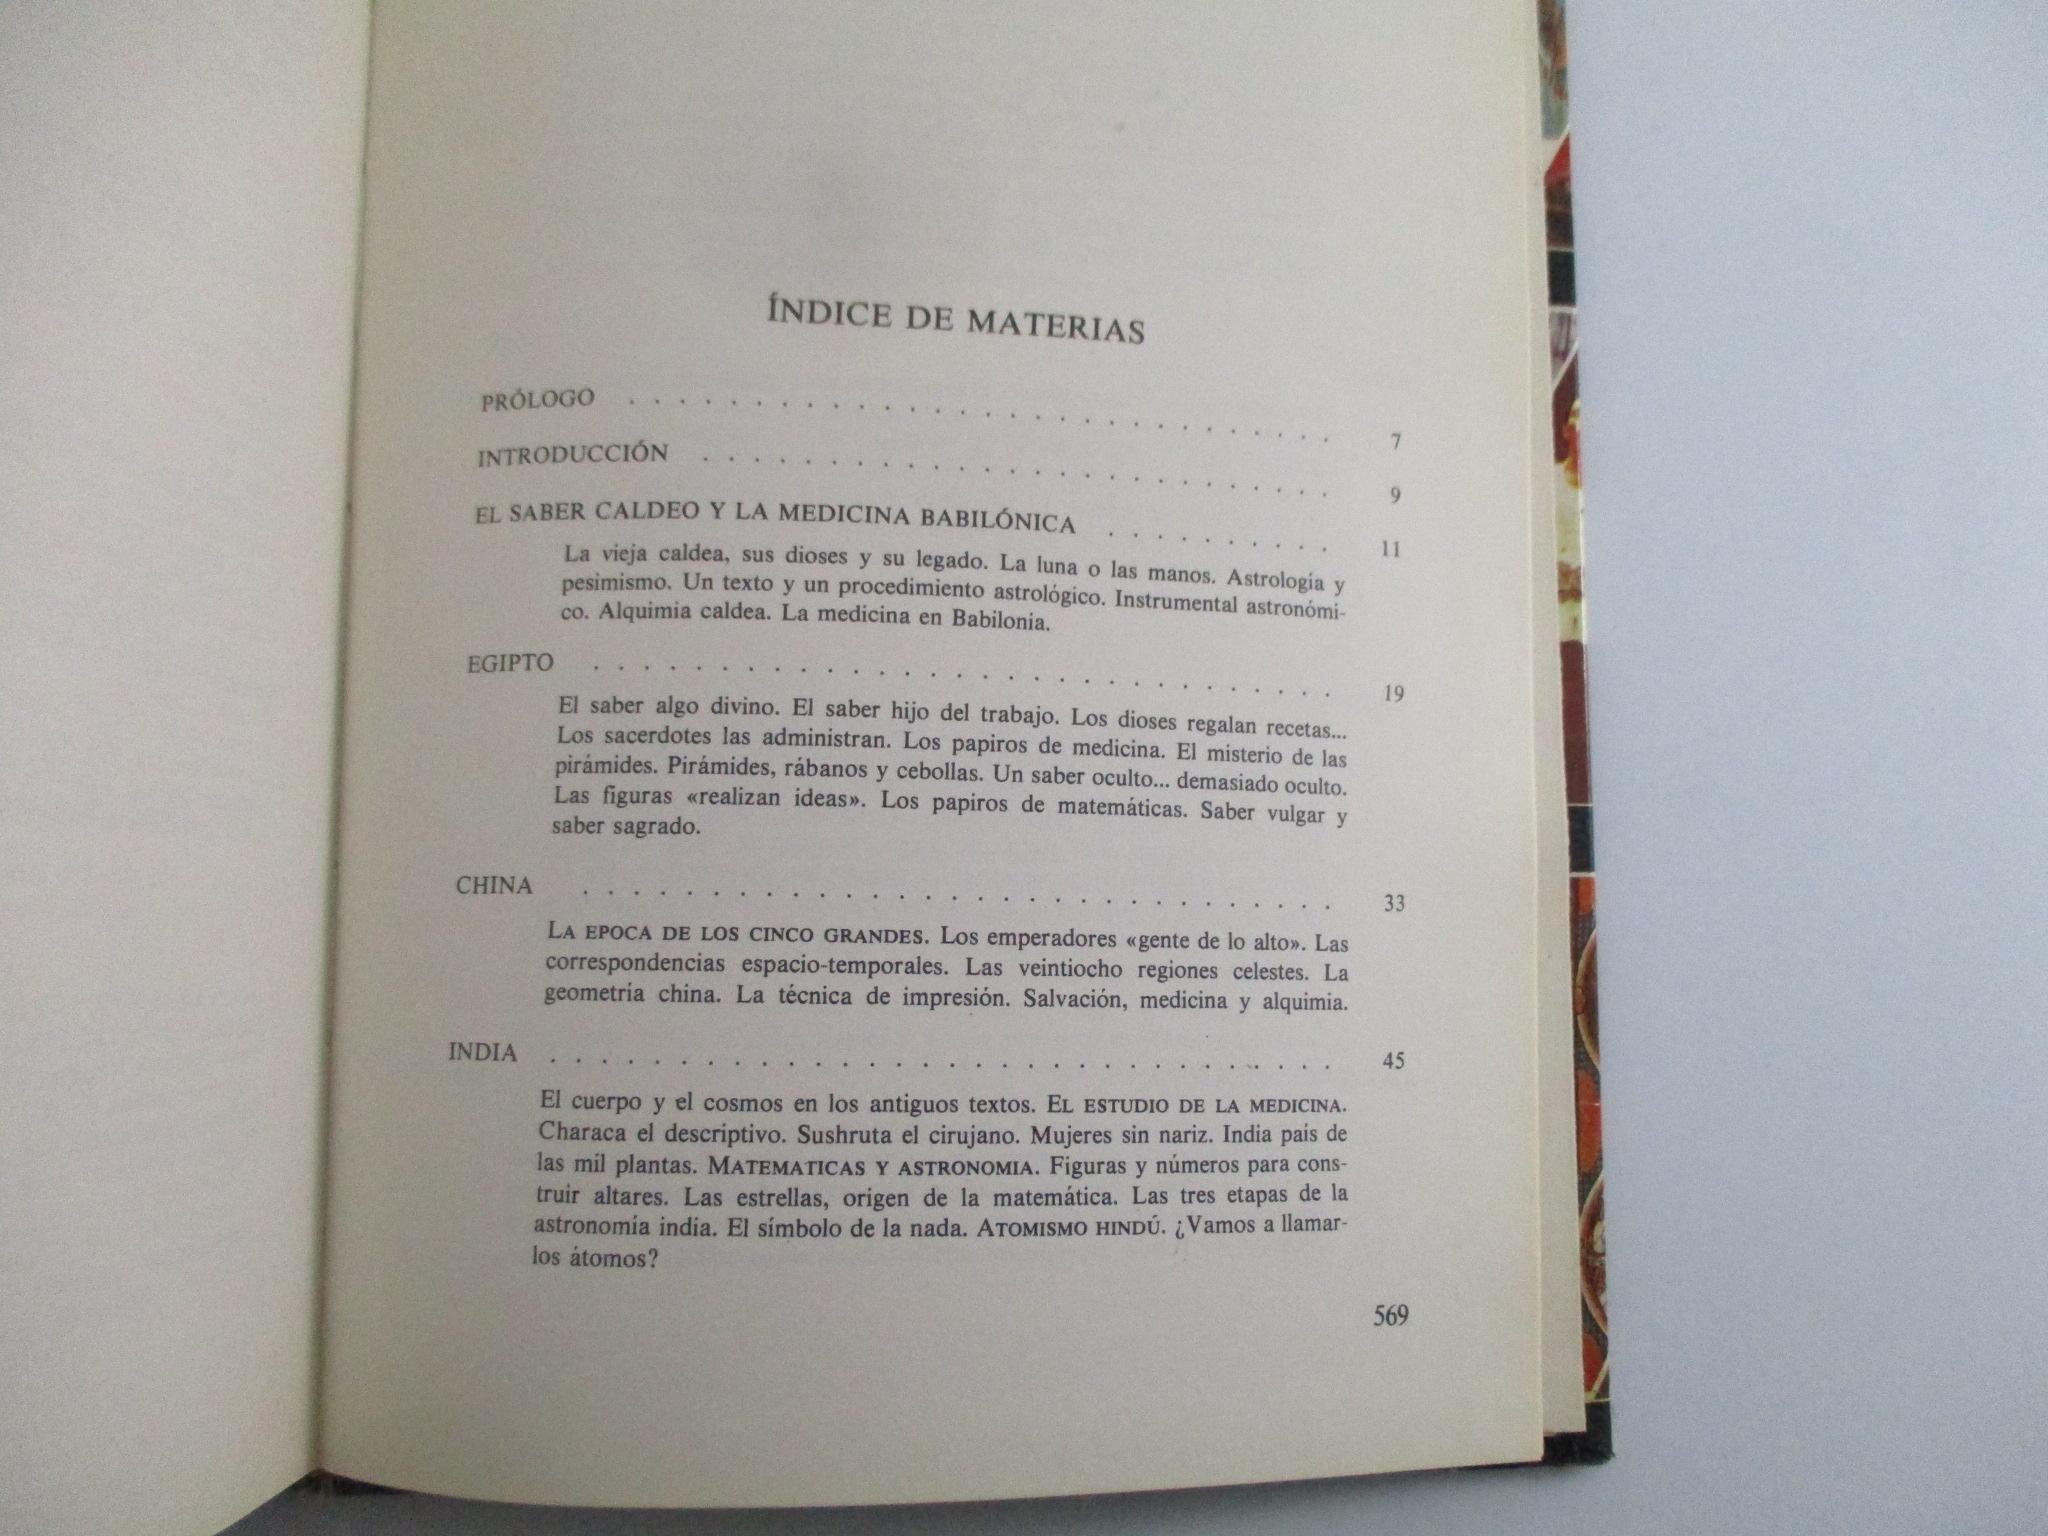 ÍNDICE DE MATERIAS
PRÓLOGO . . . . . . . . . . . . . . . . . . . . . . . . . . . . 7
INTRODUCCIÓN . . . . . . . . . . . . . . . . . . . . . . . . . 9
EL SABER CALDEO Y LA MEDICINA BABILÓNICA . . . . . . . . . 11
La vieja caldea, sus dioses y su legado. La luna o las manos. Astrología y
pesimismo. Un texto y un procedimiento astrológico. Instrumental astronómi-
co. Alquimia caldea. La medicina en Babilonia.
EGIPTO . . . . . . . . . . . . . . . . . . . . . . . . . . . . . 19
El saber algo divino. El saber hijo del trabajo. Los dioses regalan recetas...
Los sacerdotes las administran. Los papiros de medicina. El misterio de las
pirámides. Pirámides, rábanos y cebollas. Un saber oculto... demasiado oculto.
Las figuras «realizan ideas». Los papiros de matemáticas. Saber vulgar y
saber sagrado.
CHINA . . . . . . . . . . . . . . . . . . . . . . . . . . . . . 33
LA EPOCA DE LOS CINCO GRANDES. Los emperadores «gente de lo alto». Las
correspondencias espacio-temporales. Las veintiocho regiones celestes. La
geometría china. La técnica de impresión. Salvación, medicina y alquimia.
INDIA . . . . . . . . . . . . . . . . . . . . . . . . . . . . . . 45
El cuerpo y el cosmos en los antiguos textos. EL ESTUDIO DE LA MEDICINA.
Characa el descriptivo. Sushruta el cirujano. Mujeres sin nariz. India país de
las mil plantas. MATEMATICAS Y ASTRONOMIA. Figuras y números para cons-
truir altares. Las estrellas, origen de la matemática. Las tres etapas de la
astronomía india. El símbolo de la nada. ATOMISMO HINDÚ. ¿Vamos a llamar-
los átomos?
569